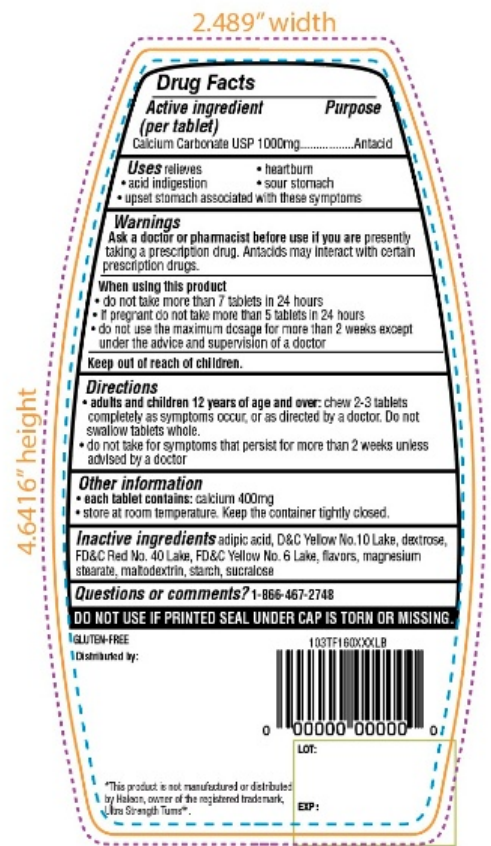 2.489” width
4.6416” height
Drug Facts
Active ingredient Purpose
(per tablet)
Calcium Carbonate USP 1000mg.................Antacid
Uses relieves • heartburn
• acid indigestion • sour stomach
• upset stomach associated with these symptoms
Warnings
Ask a doctor or pharmacist before use if you are presently
taking a prescription drug. Antacids may interact with certain
prescription drugs.
When using this product
• do not take more than 7 tablets in 24 hours
• If pregnant do not take more than 5 tablets in 24 hours
• do not use the maximum dosage for more than 2 weeks except
under the advice and supervision of a doctor
Keep out of reach of children.
Directions
• adults and children 12 years of age and over: chew 2-3 tablets
completely as symptoms occur, or as directed by a doctor. Do not
swallow tablets whole.
• do not take for symptoms that persist for more than 2 weeks unless
advised by a doctor
Other information
• each tablet contains: calcium 400mg
• store at room temperature. Keep the container tightly closed.
Inactive ingredients adipic acid, D&C Yellow No.10 Lake, dextrose,
FD&C Red No. 40 Lake, FD&C Yellow No. 6 Lake, flavors, magnesium
stearate, maltodextrin, starch, sucralose
Questions or comments? 1-866-467-2748
DO NOT USE IF PRINTED SEAL UNDER CAP IS TORN OR MISSING.
GLUTEN-FREE
Distributed by:
103TF160XXXLB
0 00000 00000 0
LOT:
EXP:
*This product is not manufactured or distributed
by Haleon, owner of the registered trademark,
Ultra Strength Tums®.